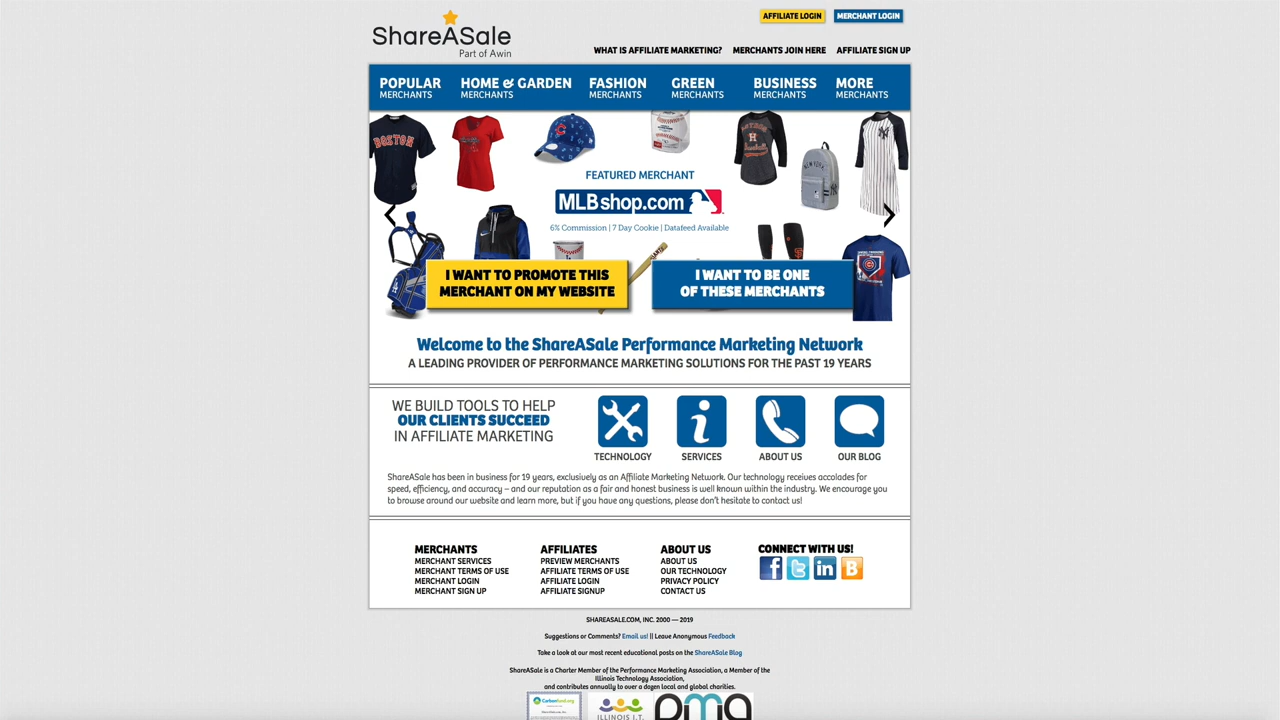 ShareASale
Part of Awin
AFFILIATE LOGIN
MERCHANT LOGIN
WHAT IS AFFILIATE MARKETING?
MERCHANTS JOIN HERE
AFFILIATE SIGN UP
POPULAR
MERCHANTS
HOME & GARDEN
MERCHANTS
FASHION
MERCHANTS
GREEN
MERCHANTS
BUSINESS
MERCHANTS
MORE
MERCHANTS
BOSTON
NEW YORK
FEATURED MERCHANT
MLBshop.com
6% Commission | 7 Day Cookie | Datafeed Available
I WANT TO PROMOTE THIS
MERCHANT ON MY WEBSITE
I WANT TO BE ONE
OF THESE MERCHANTS
Welcome to the ShareASale Performance Marketing Network
A LEADING PROVIDER OF PERFORMANCE MARKETING SOLUTIONS FOR THE PAST 19 YEARS
WE BUILD TOOLS TO HELP
OUR CLIENTS SUCCEED
IN AFFILIATE MARKETING
TECHNOLOGY
SERVICES
ABOUT US
OUR BLOG
ShareASale has been in business for 19 years, exclusively as an Affiliate Marketing Network. Our technology receives accolades for
speed, efficiency, and accuracy – and our reputation as a fair and honest business is well known within the industry. We encourage you
to browse around our website and learn more, but if you have any questions, please don't hesitate to contact us!
MERCHANTS
MERCHANT SERVICES
MERCHANT TERMS OF USE
MERCHANT LOGIN
MERCHANT SIGN UP
AFFILIATES
PREVIEW MERCHANTS
AFFILIATE TERMS OF USE
AFFILIATE LOGIN
AFFILIATE SIGNUP
ABOUT US
ABOUT US
OUR TECHNOLOGY
PRIVACY POLICY
CONTACT US
CONNECT WITH US!
SHAREASALE.COM, INC. 2000 — 2019
Suggestions or Comments? Email us! || Leave Anonymous Feedback
Take a look at our most recent educational posts on the ShareASale Blog
ShareASale is a Charter Member of the Performance Marketing Association, a Member of the
Illinois Technology Association,
and contributes annually to over a dozen local and global charities.
Carbonfund.org
ILLINOIS I.T.
pma